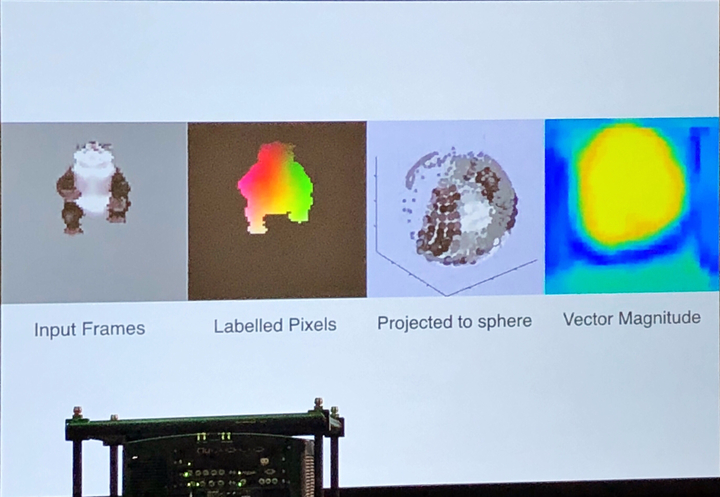 Input Frames
Labelled Pixels
Projected to sphere
Vector Magnitude